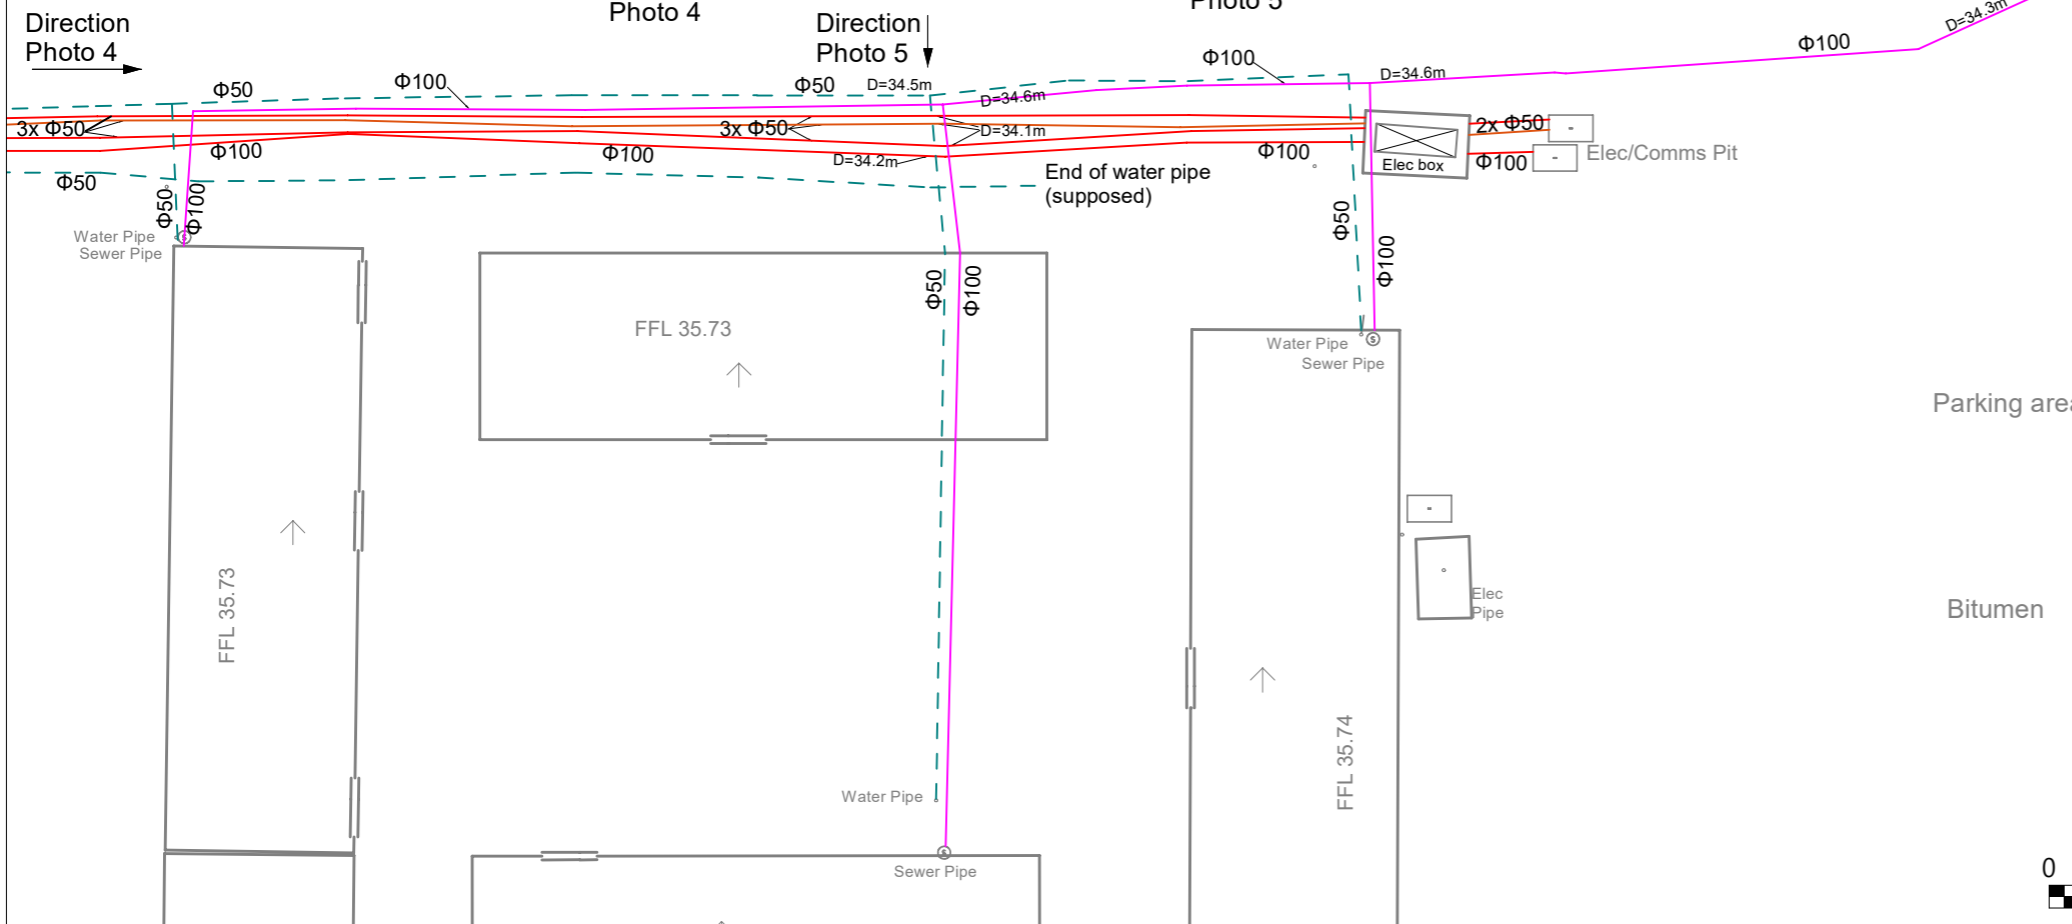 Photo 4
Photo 5
Direction
Photo 4
Direction
Photo 5
D=34.3m
Φ100
Φ50
Φ100
Φ50
D=34.5m
Φ100
D=34.6m
D=34.6m
3x Φ50
3x Φ50
D=34.1m
2x Φ50
Φ100
Φ100
D=34.2m
Φ100
Elec box
Φ100
Elec/Comms Pit
Φ50
End of water pipe
(supposed)
Φ50
Φ100
Φ50
Φ100
Water Pipe
Sewer Pipe
Φ50
Φ100
FFL 35.73
Water Pipe
Sewer Pipe
Parking area
FFL 35.73
Elec
Pipe
Bitumen
FFL 35.74
Water Pipe
Sewer Pipe
0